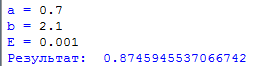 a = 0.7
b = 2.1
E = 0.001
Результат:  0.8745945537066742